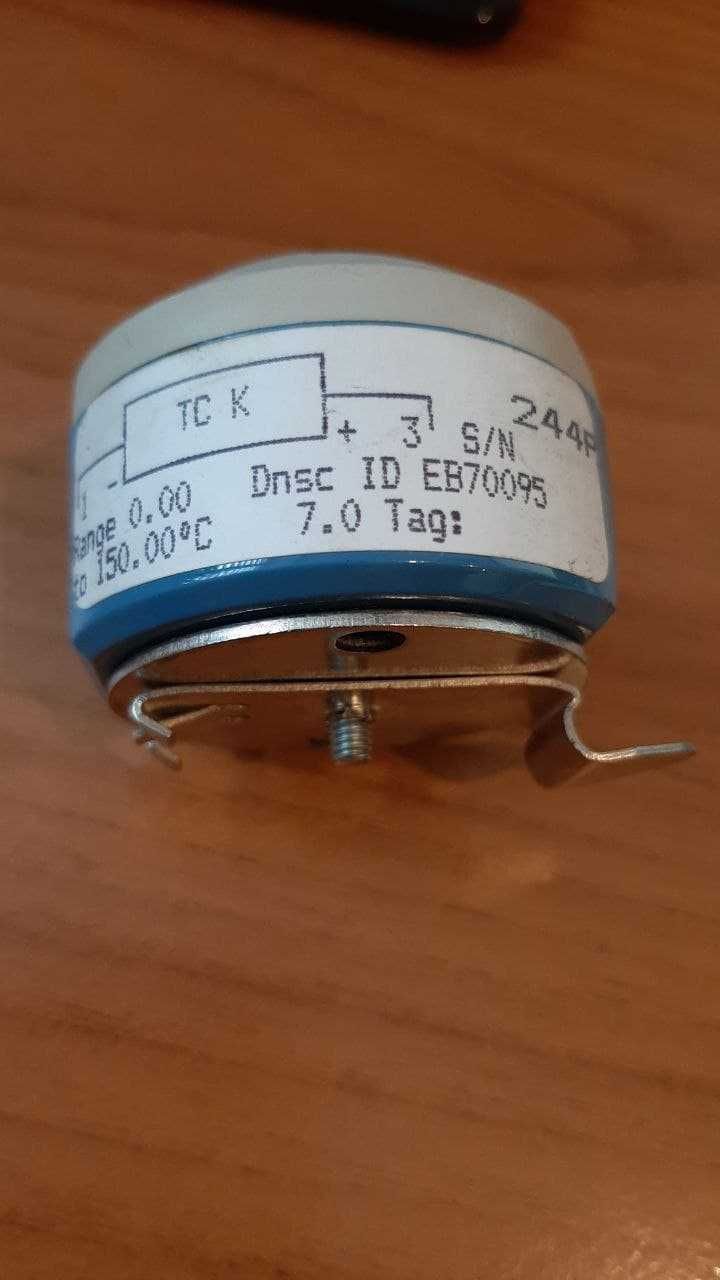 TC K
1 - + 3 S/N 244P
Range 0.00 Dnsc ID EB70095
to 150.00°C 7.0 Tag: